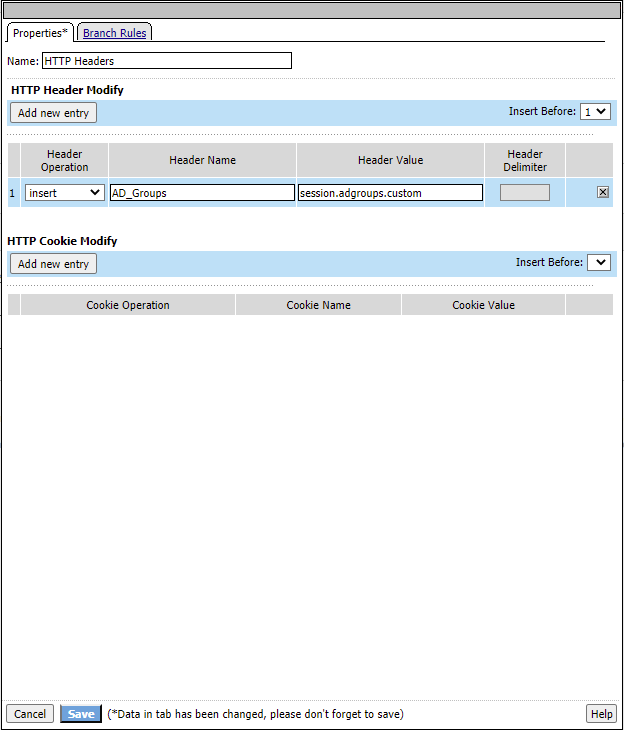 Properties* Branch Rules
Name: HTTP Headers
HTTP Header Modify
Add new entry Insert Before: 1
Header Operation Header Name Header Value Header Delimiter
1 insert AD_Groups session.adgroups.custom
HTTP Cookie Modify
Add new entry Insert Before:
Cookie Operation Cookie Name Cookie Value
Cancel Save (*Data in tab has been changed, please don't forget to save) Help